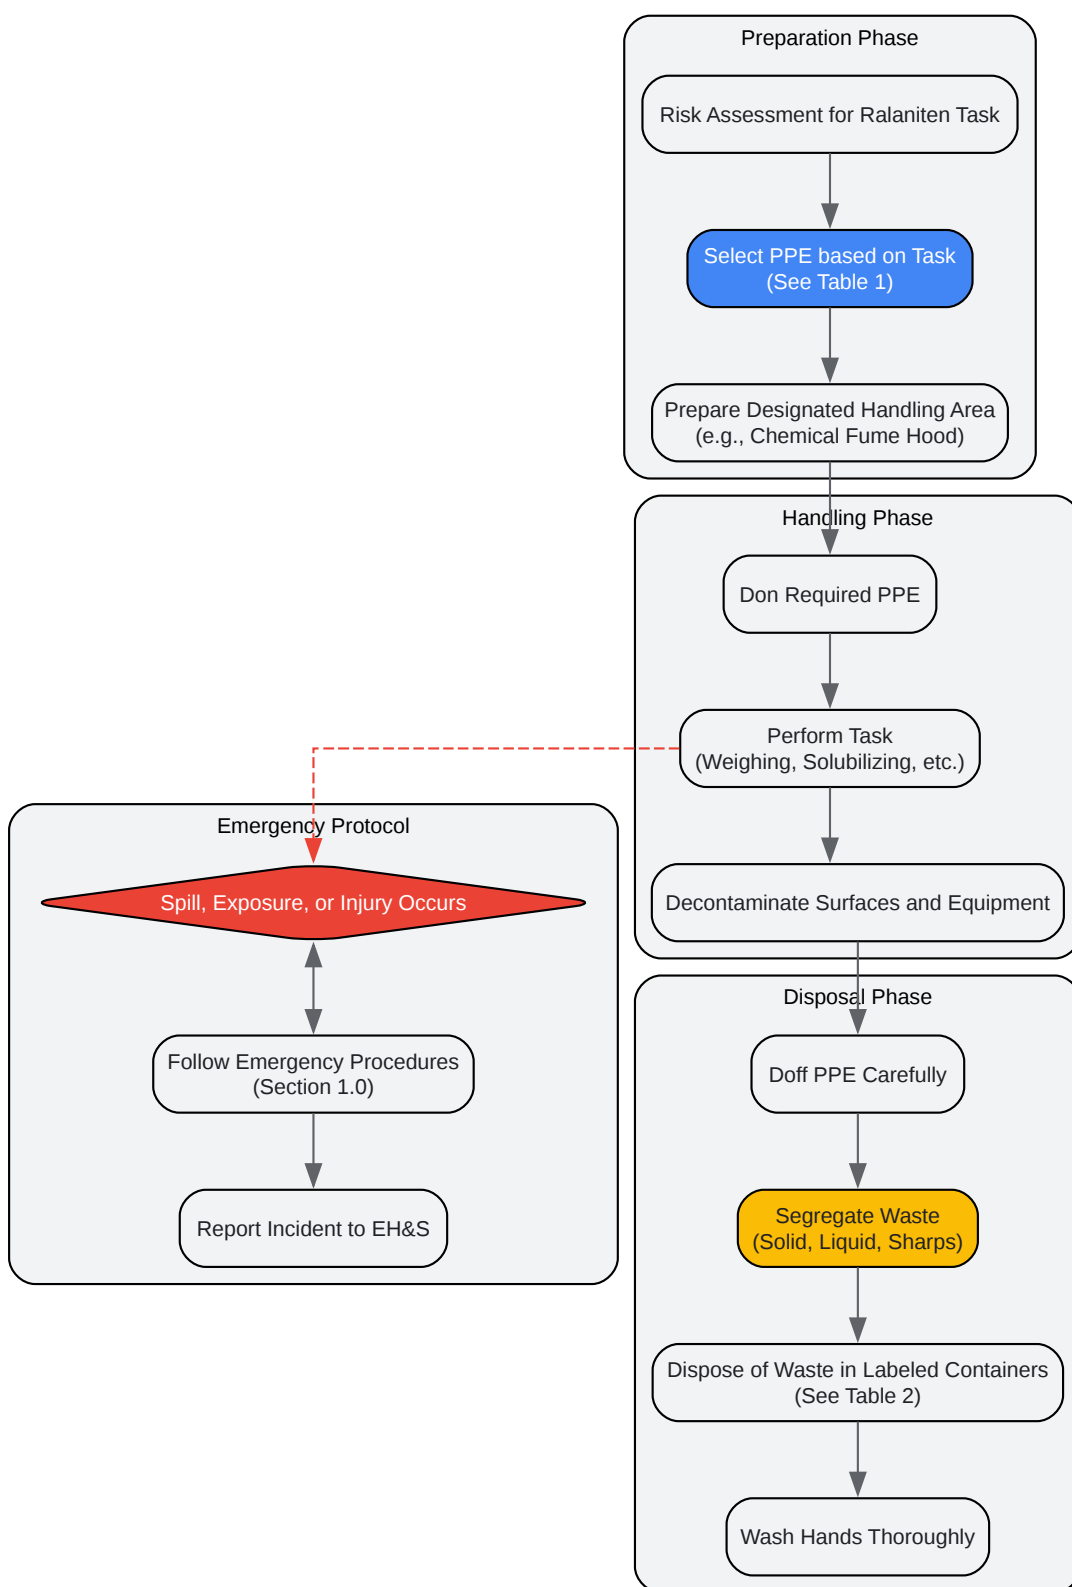 Preparation Phase
Risk Assessment for Ralaniten Task
Select PPE based on Task
(See Table 1)
Prepare Designated Handling Area
(e.g., Chemical Fume Hood)
Handling Phase
Don Required PPE
Perform Task
(Weighing, Solubilizing, etc.)
Decontaminate Surfaces and Equipment
Emergency Protocol
Spill, Exposure, or Injury Occurs
Follow Emergency Procedures
(Section 1.0)
Report Incident to EH&S
Disposal Phase
Doff PPE Carefully
Segregate Waste
(Solid, Liquid, Sharps)
Dispose of Waste in Labeled Containers
(See Table 2)
Wash Hands Thoroughly